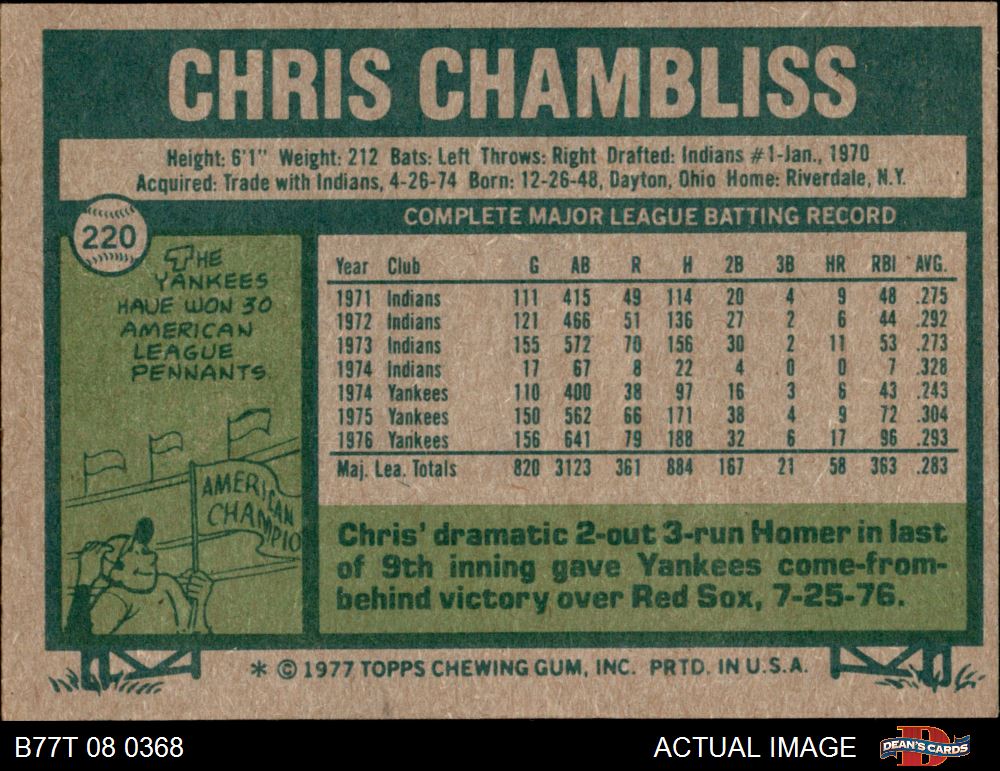 CHRIS CHAMBLISS
Height: 6'1" Weight: 212 Bats: Left Throws: Right Drafted: Indians #1-Jan., 1970
Acquired: Trade with Indians, 4-26-74 Born: 12-26-48, Dayton, Ohio Home: Riverdale, N.Y.
220
THE
YANKEES
HAVE WON 30
AMERICAN
LEAGUE
PENNANTS
AMERICAN
CHAMPIO
COMPLETE MAJOR LEAGUE BATTING RECORD
Year Club G AB R H 2B 3B HR RBI AVG.
1971 Indians 111 415 49 114 20 4 9 48 .275
1972 Indians 121 466 51 136 27 2 6 44 .292
1973 Indians 155 572 70 156 30 2 11 53 .273
1974 Indians 17 67 8 22 4 0 0 7 .328
1974 Yankees 110 400 38 97 16 3 6 43 .243
1975 Yankees 150 562 66 171 38 4 9 72 .304
1976 Yankees 156 641 79 188 32 6 17 96 .293
Maj. Lea. Totals 820 3123 361 884 167 21 58 363 .283
Chris' dramatic 2-out 3-run Homer in last
of 9th inning gave Yankees come-from-
behind victory over Red Sox, 7-25-76.
* © 1977 TOPPS CHEWING GUM, INC. PRTD. IN U.S.A.
B77T 08 0368
ACTUAL IMAGE
DEAN'S CARDS